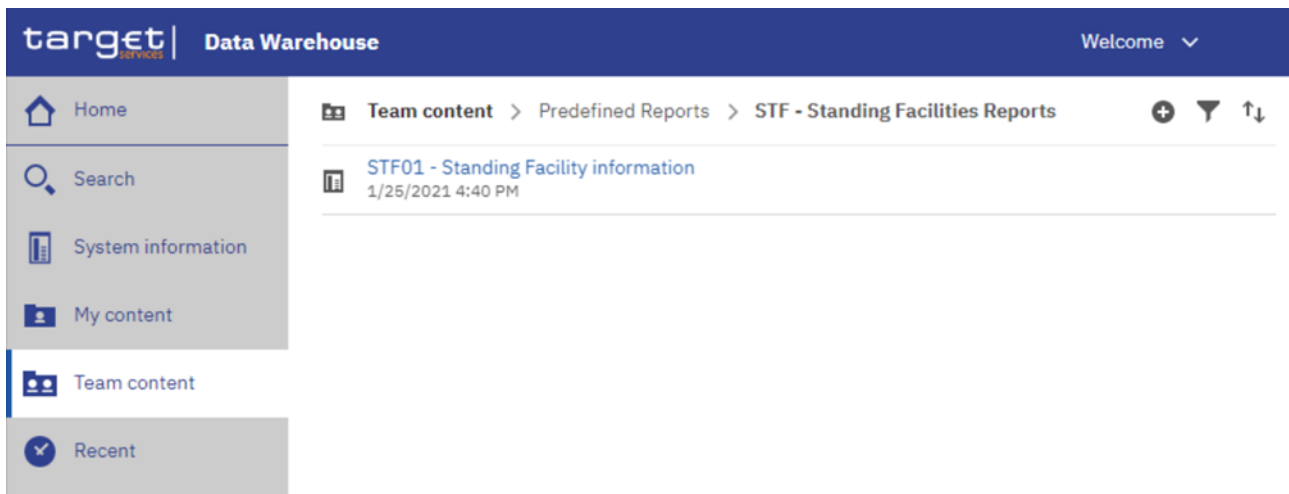 target services | Data Warehouse Welcome
Home
Team content > Predefined Reports > STF - Standing Facilities Reports
Search
STF01 - Standing Facility information
1/25/2021 4:40 PM
System information
My content
Team content
Recent